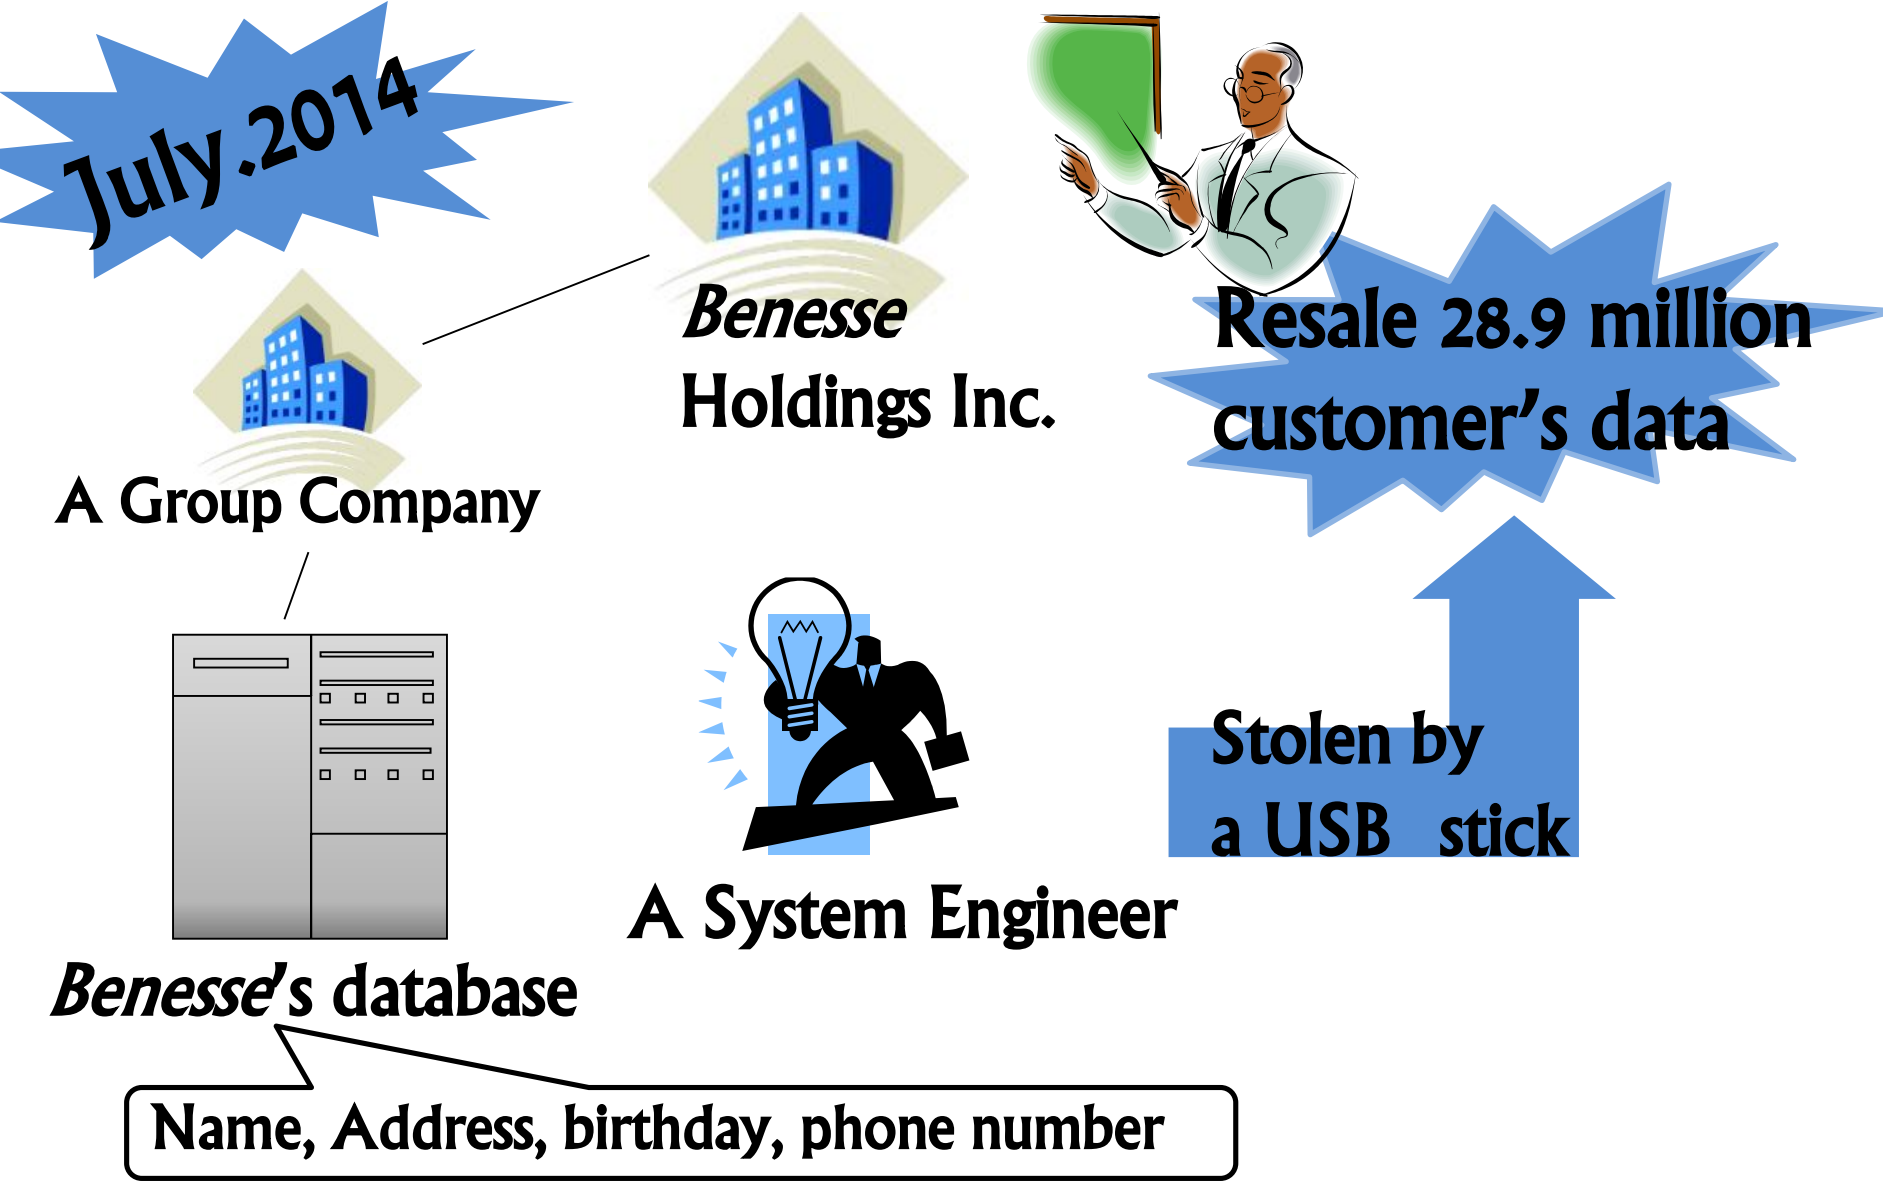 July.2014
Benesse
Holdings Inc.
Resale 28.9 million
customer's data
A Group Company
Stolen by
a USB stick
A System Engineer
Benesse's database
Name, Address, birthday, phone number